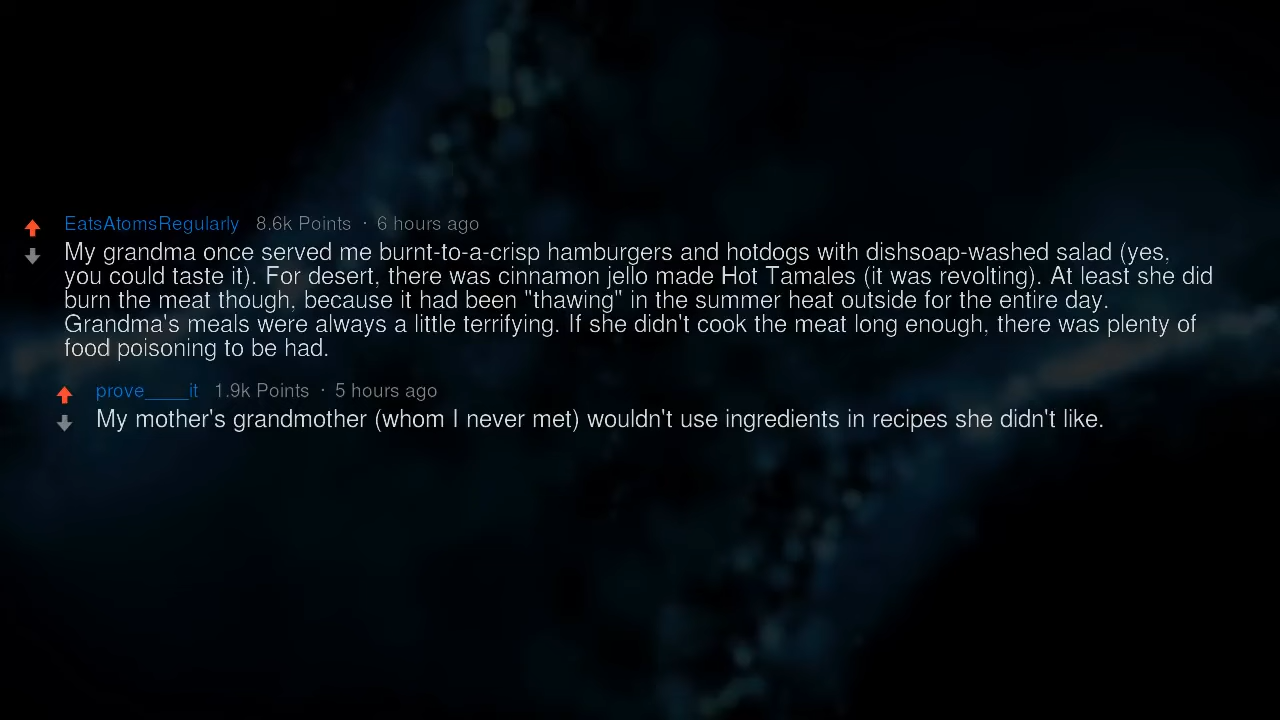 EatsAtomsRegularly 8.6k Points · 6 hours ago
My grandma once served me burnt-to-a-crisp hamburgers and hotdogs with dishsoap-washed salad (yes,
you could taste it). For desert, there was cinnamon jello made Hot Tamales (it was revolting). At least she did
burn the meat though, because it had been "thawing" in the summer heat outside for the entire day.
Grandma's meals were always a little terrifying. If she didn't cook the meat long enough, there was plenty of
food poisoning to be had.
prove____it 1.9k Points · 5 hours ago
My mother's grandmother (whom I never met) wouldn't use ingredients in recipes she didn't like.